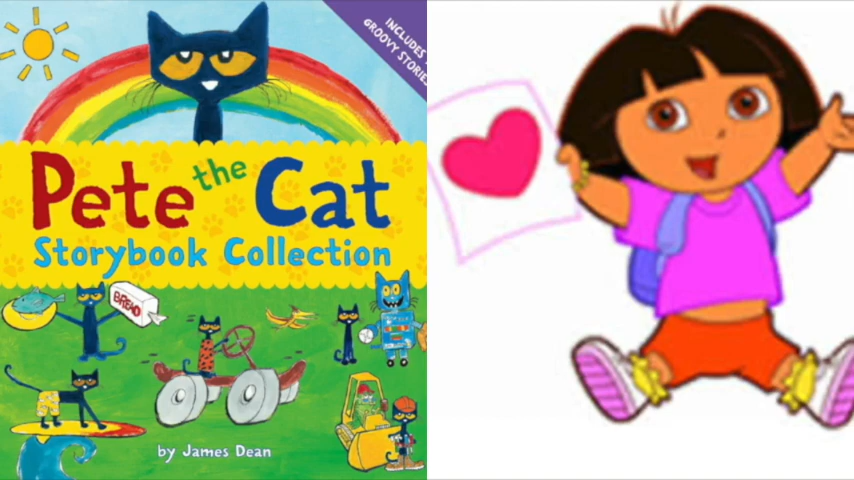 INCLUDES
GROOVY STORIES
Pete the Cat
Storybook Collection
BREAD
by James Dean